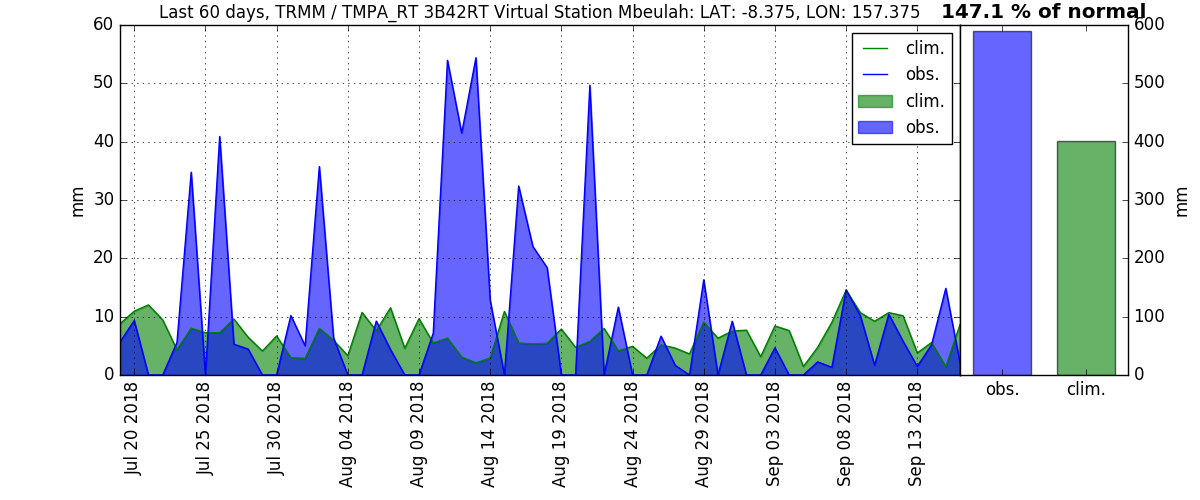 Last 60 days, TRMM / TMPA_RT 3B42RT Virtual Station Mbeulah: LAT: -8.375, LON: 157.375
147.1 % of normal
60
50
40
30
20
10
0
mm
clim.
obs.
clim.
obs.
Jul 20 2018
Jul 25 2018
Jul 30 2018
Aug 04 2018
Aug 09 2018
Aug 14 2018
Aug 19 2018
Aug 24 2018
Aug 29 2018
Sep 03 2018
Sep 08 2018
Sep 13 2018
600
500
400
300
200
100
0
mm
obs.
clim.